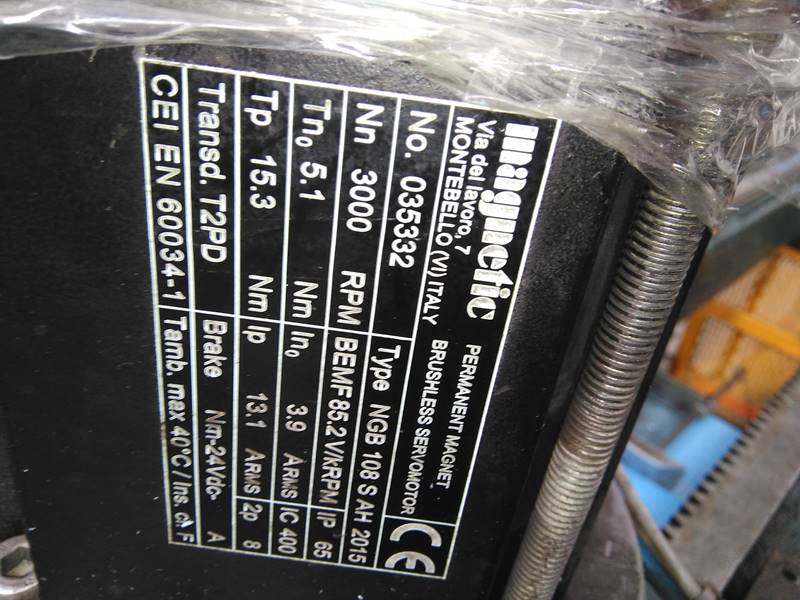 magnetic
Via del lavoro, 7
MONTEBELLO (VI) ITALY
PERMANENT MAGNET
BRUSHLESS SERVOMOTOR
CE
No. 035332 Type NGB 108 S AH 2015
Nn 3000 RPM BEMF 85.2 V/kRPM IP 65
Tn₀ 5.1 Nm In₀ 3.9 ARMS IC 400
Tp 15.3 Nm Ip 13.1 ARMS 2p 8
Transd. T2PD Brake Nm-24Vdc- A
CEI EN 60034-1 Tamb. max 40°C / Ins. cl. F